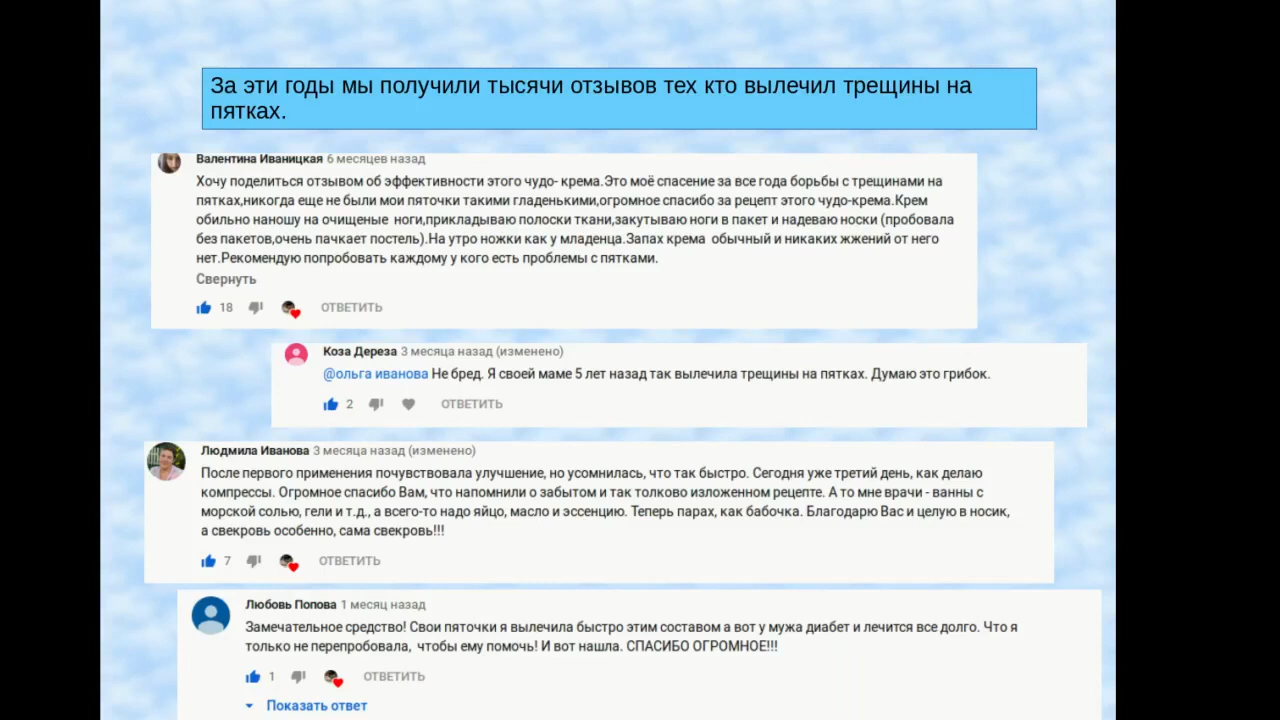 За эти годы мы получили тысячи отзывов тех кто вылечил трещины на
пятках.
Валентина Иваницкая 6 месяцев назад
Хочу поделиться отзывом об эффективности этого чудо- крема.Это моё спасение за все года борьбы с трещинами на
пятках,никогда еще не были мои пяточки такими гладенькими,огромное спасибо за рецепт этого чудо-крема.Крем
обильно наношу на очищеные  ноги,прикладываю полоски ткани,закутываю ноги в пакет и надеваю носки (пробовала
без пакетов,очень пачкает постель).На утро ножки как у младенца.Запах крема  обычный и никаких жжений от него
нет.Рекомендую попробовать каждому у кого есть проблемы с пятками.
Свернуть
18 ОТВЕТИТЬ
Коза Дереза 3 месяца назад (изменено)
@ольга иванова Не бред. Я своей маме 5 лет назад так вылечила трещины на пятках. Думаю это грибок.
2 ОТВЕТИТЬ
Людмила Иванова 3 месяца назад (изменено)
После первого применения почувствовала улучшение, но усомнилась, что так быстро. Сегодня уже третий день, как делаю
компрессы. Огромное спасибо Вам, что напомнили о забытом и так толково изложенном рецепте. А то мне врачи - ванны с
морской солью, гели и т.д., а всего-то надо яйцо, масло и эссенцию. Теперь парах, как бабочка. Благодарю Вас и целую в носик,
а свекровь особенно, сама свекровь!!!
7 ОТВЕТИТЬ
Любовь Попова 1 месяц назад
Замечательное средство! Свои пяточки я вылечила быстро этим составом а вот у мужа диабет и лечится все долго. Что я
только не перепробовала,  чтобы ему помочь! И вот нашла. СПАСИБО ОГРОМНОЕ!!!
1 ОТВЕТИТЬ
Показать ответ